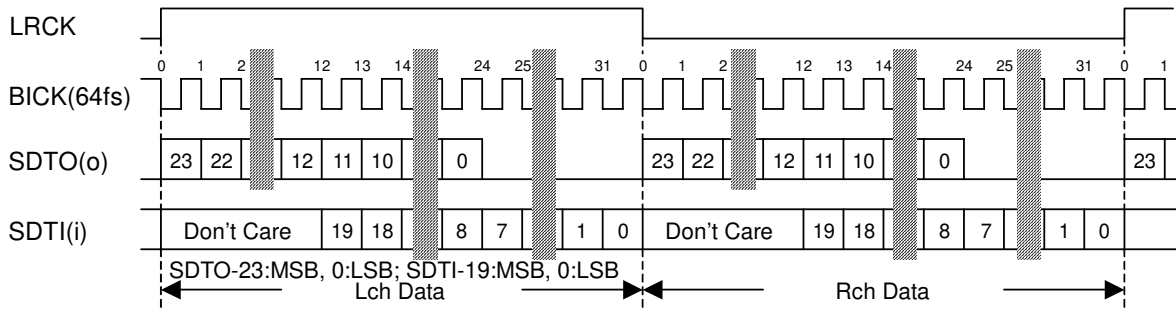 LRCK
0 1 2 12 13 14 24 25 31 0 1 2 12 13 14 24 25 31 0 1
BICK(64fs)
SDTO(o) 23 22 12 11 10 0 23 22 12 11 10 0 23
SDTI(i) Don't Care 19 18 8 7 1 0 Don't Care 19 18 8 7 1 0
SDTO-23:MSB, 0:LSB; SDTI-19:MSB, 0:LSB
Lch Data Rch Data